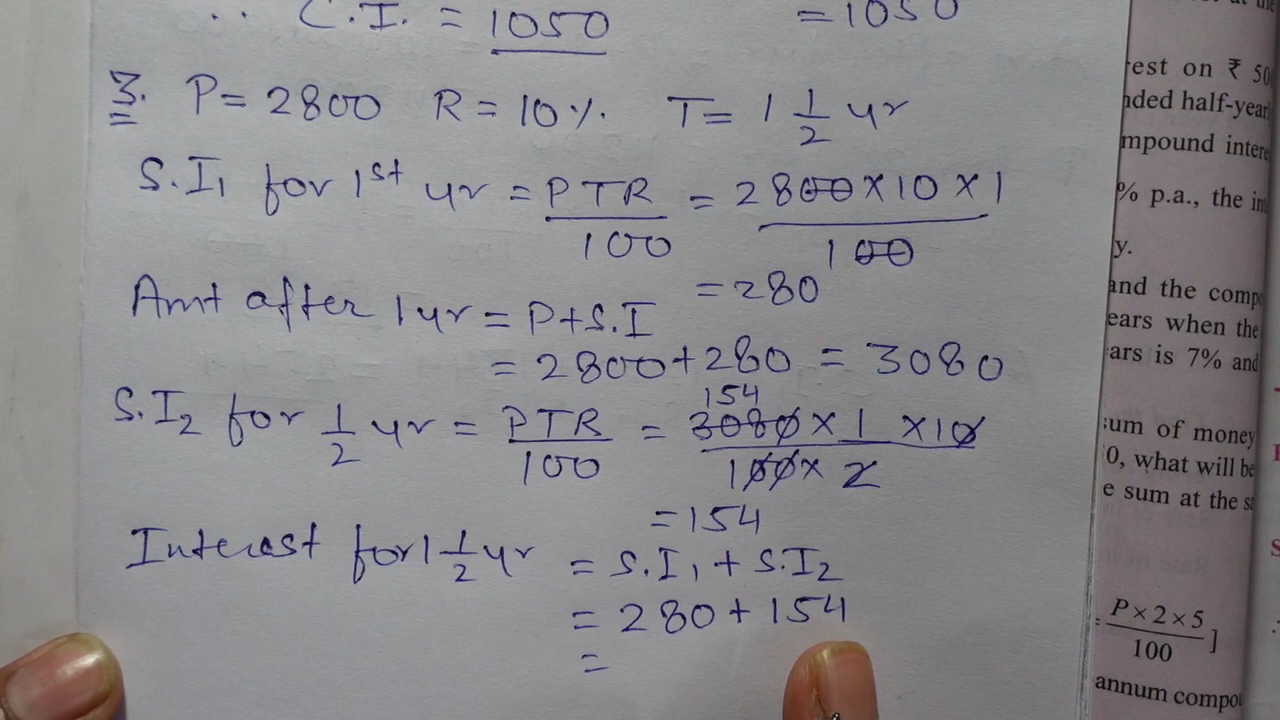 ∴ C.I. = 1050 = 1050
3. P = 2800 R = 10% T = 1 1/2 yr
S.I₁ for 1st yr = PTR/100 = 2800×10×1/100
= 280
Amt after 1yr = P+S.I
= 2800+280 = 3080
154
S.I₂ for 1/2 yr = PTR/100 = 3080×1×10/100×2
= 154
Interest for 1 1/2 yr = S.I₁ + S.I₂
= 280 + 154
=
est on ₹ 50
ded half-year
mpound intere
% p.a., the in
y.
and the comp
ears when the
ars is 7% and
um of money
0, what will be
e sum at the s
= P×2×5/100 ]
annum compo